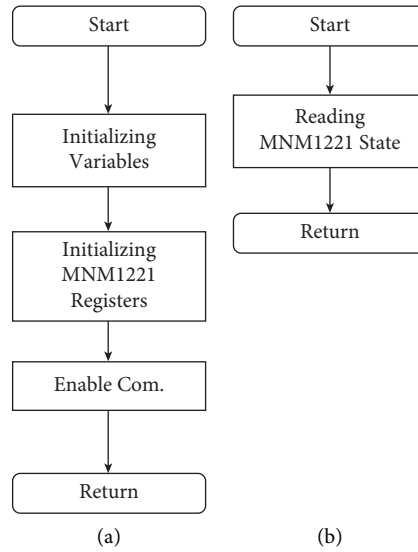 Start
Initializing
Variables
Initializing
MNM1221
Registers
Enable Com.
Return
(a)
Start
Reading
MNM1221 State
Return
(b)